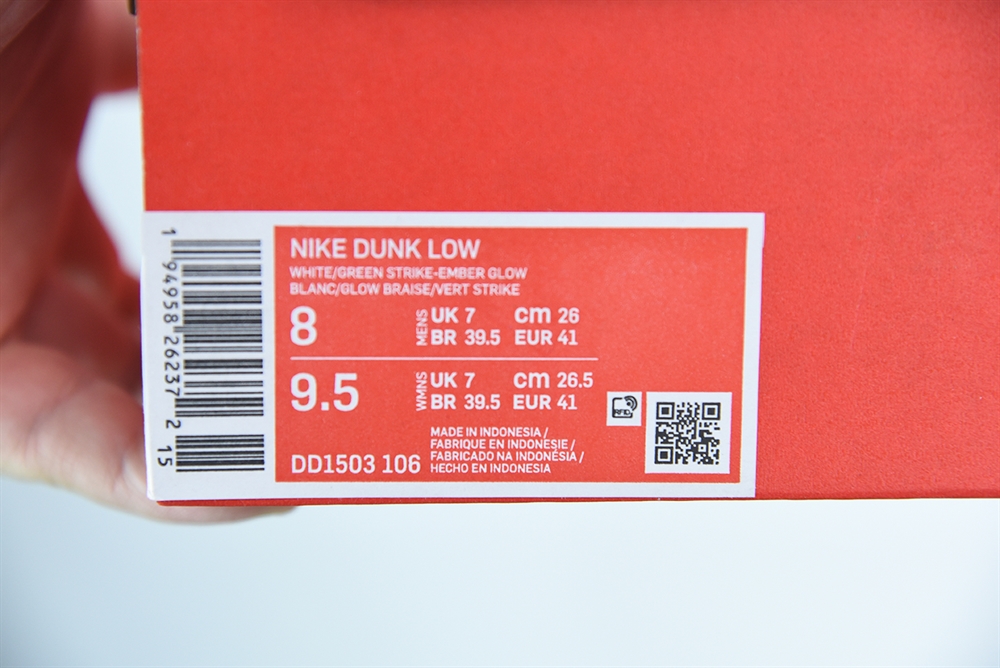 NIKE DUNK LOW
WHITE/GREEN STRIKE-EMBER GLOW
BLANC/GLOW BRAISE/VERT STRIKE
8 MENS UK 7 cm 26
BR 39.5 EUR 41
9.5 WMNS UK 7 cm 26.5
BR 39.5 EUR 41
RFID
MADE IN INDONESIA /
FABRIQUE EN INDONESIE /
FABRICADO NA INDONÉSIA /
HECHO EN INDONESIA
DD1503 106
1 94958 26237 2 15